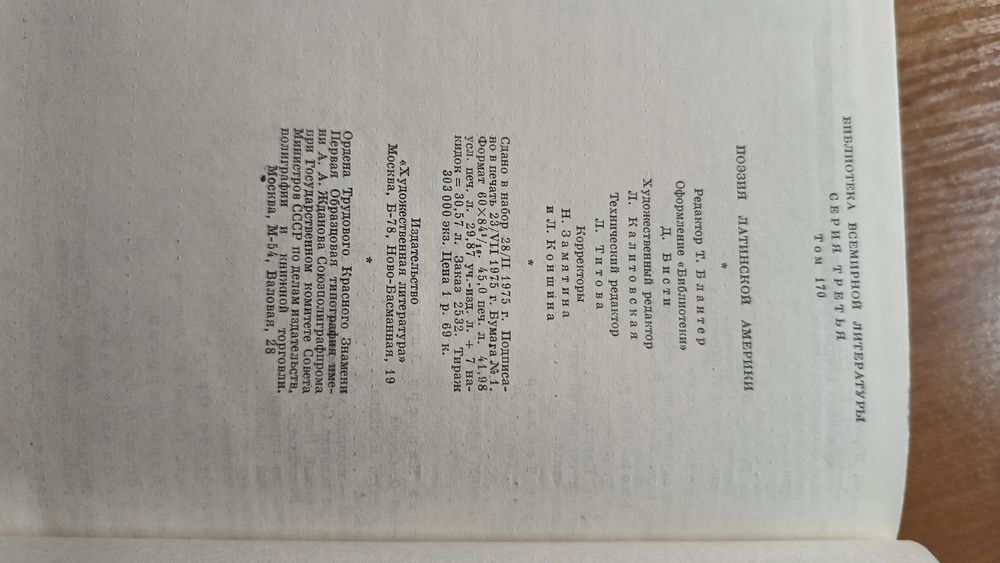 БИБЛИОТЕКА ВСЕМИРНОЙ ЛИТЕРАТУРЫ
СЕРИЯ ТРЕТЬЯ
Том 170
ПОЭЗИЯ ЛАТИНСКОЙ АМЕРИКИ
*
Редактор Т. Блантер
Оформление «Библиотеки»
Д. Бисти
Художественный редактор
Л. Калитовская
Технический редактор
Л. Титова
Корректоры
Н. Замятина
и Л. Коншина
*
Сдано в набор 28/II 1975 г. Подписа-
но в печать 23/VII 1975 г. Бумага № 1.
Формат 60×84¹/₁₆. 45,0 печ. л. 41,98
усл. печ. л. 29,87 уч.-изд. л. + 7 на-
кидок = 30,57 л. Заказ 2532. Тираж
303 000 экз. Цена 1 р. 69 к.
Издательство
«Художественная литература»
Москва, Б-78, Ново-Басманная, 19
*
Ордена Трудового Красного Знамени
Первая Образцовая типография име-
ни А. А. Жданова Союзполиграфпрома
при Государственном комитете Совета
Министров СССР по делам издательств,
полиграфии и книжной торговли.
Москва, М-54, Валовая, 28